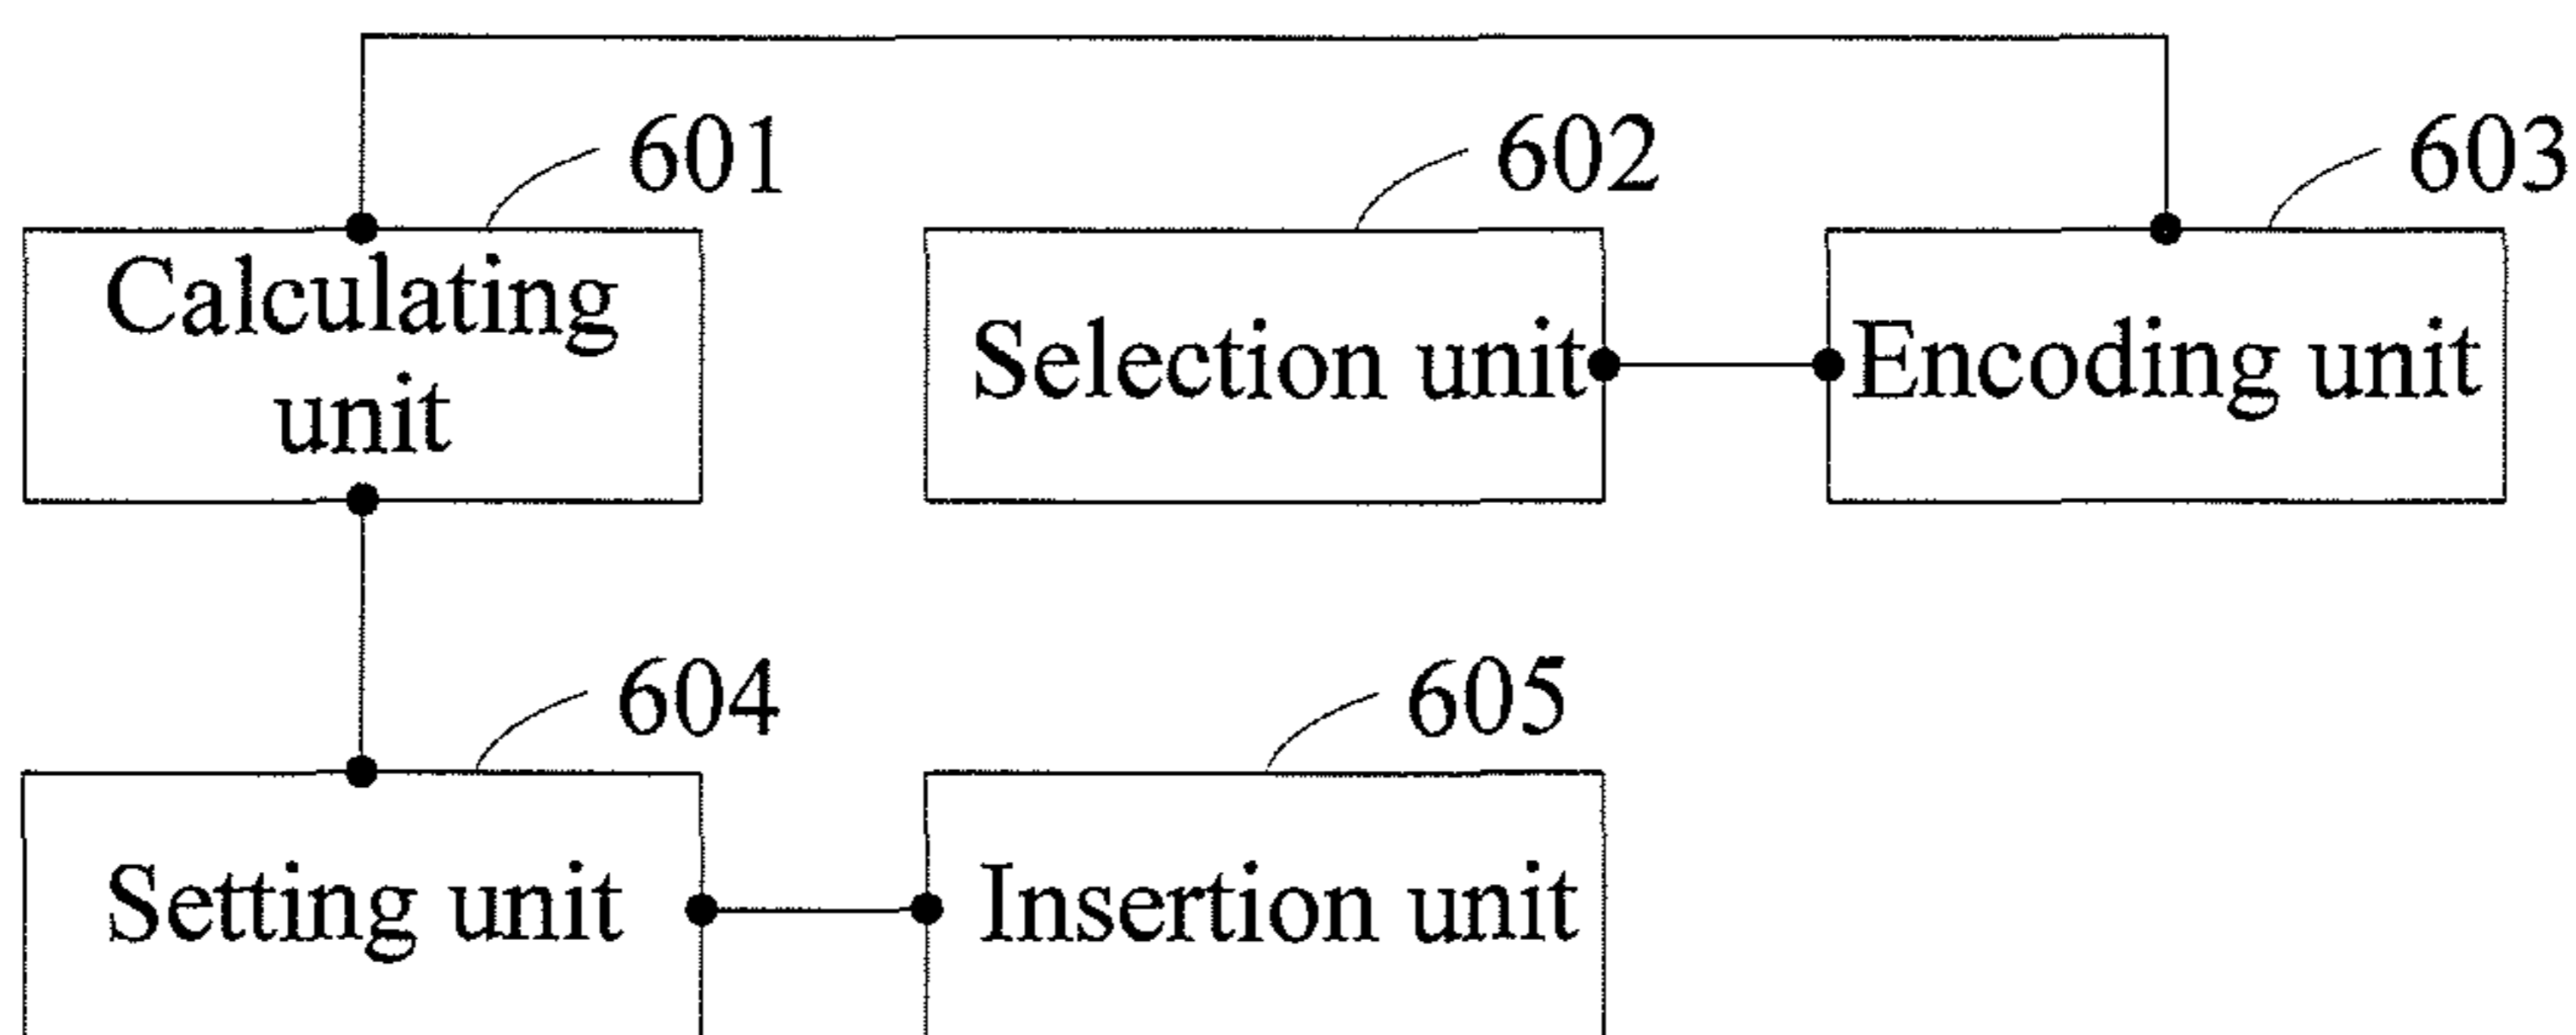 601
602
603
Calculating
unit
Selection unit
Encoding unit
604
605
Setting unit
Insertion unit